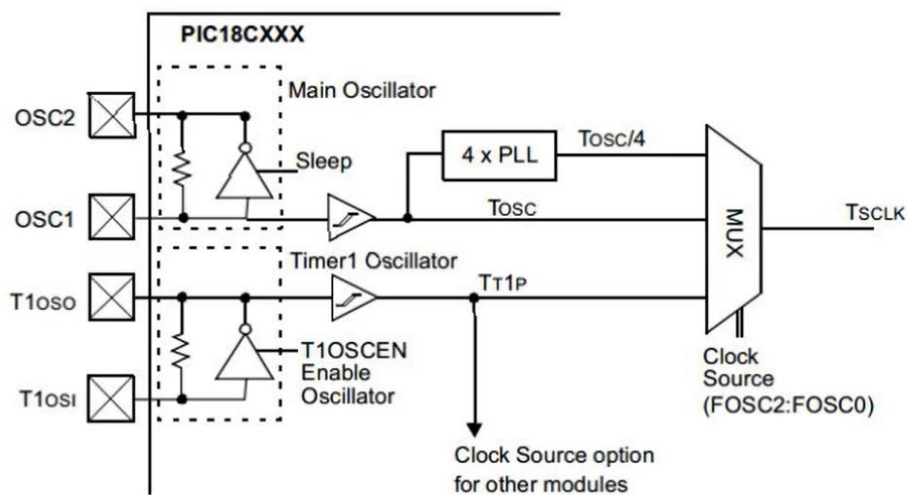 PIC18CXXX
Main Oscillator
OSC2
Sleep
4 x PLL
TOSC/4
OSC1
TOSC
MUX
TSCLK
Timer1 Oscillator
T1OSO
TT1P
T1OSCEN
Enable
Oscillator
T1OSI
Clock
Source
(FOSC2:FOSC0)
Clock Source option
for other modules